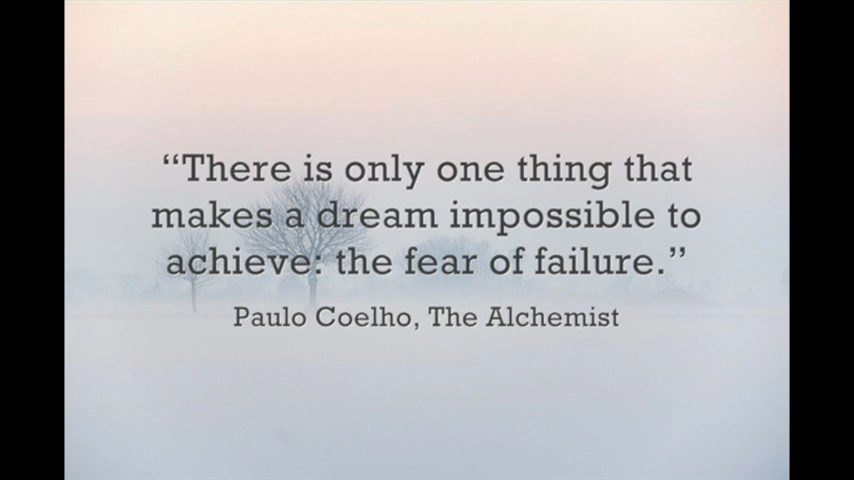 “There is only one thing that
makes a dream impossible to
achieve: the fear of failure.”
Paulo Coelho, The Alchemist